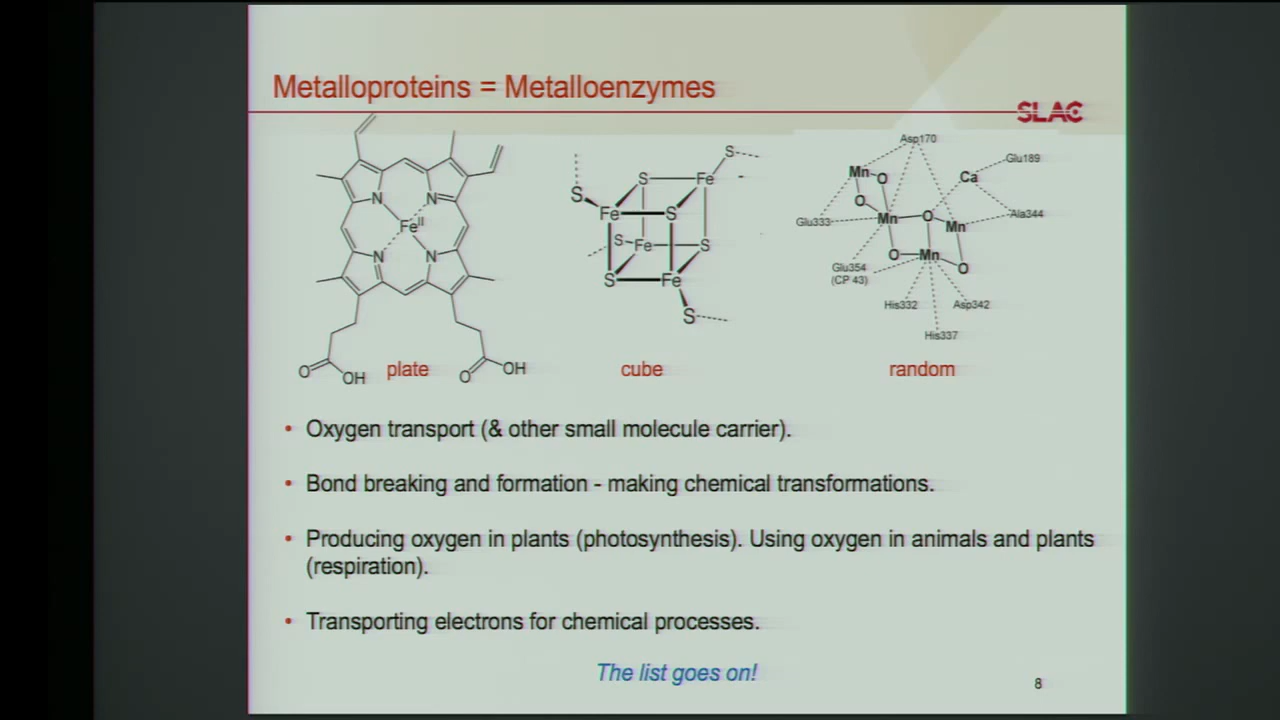 Metalloproteins = Metalloenzymes
SLAC
N
N
Fe II
N
N
O
OH
O
OH
plate
S
S
S
Fe
Fe
S
S
Fe
S
S
Fe
S
cube
Asp170
Glu189
Mn
O
Ca
O
Glu333
Mn
O
Mn
Ala344
O
Mn
O
Glu354
(CP 43)
His332
Asp342
His337
random
• Oxygen transport (& other small molecule carrier).
• Bond breaking and formation - making chemical transformations.
• Producing oxygen in plants (photosynthesis). Using oxygen in animals and plants
(respiration).
• Transporting electrons for chemical processes.
The list goes on!
8